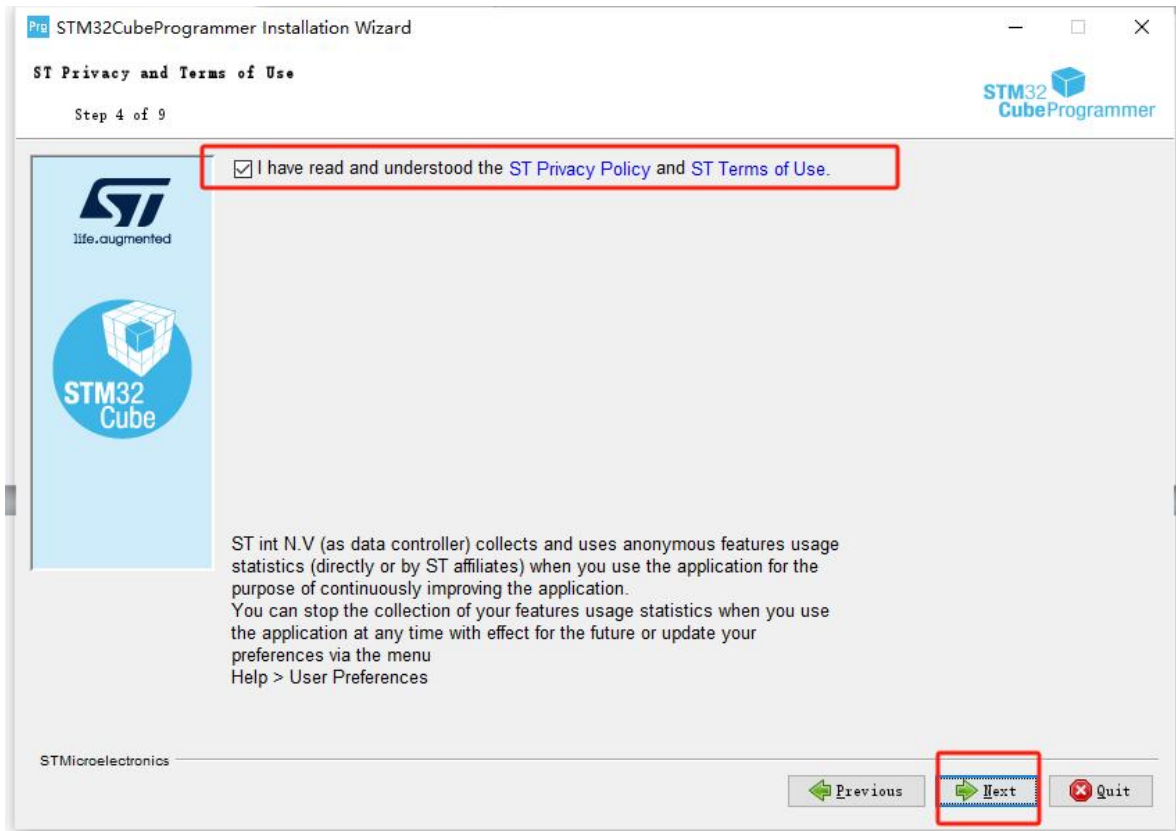 Prg STM32CubeProgrammer Installation Wizard
ST Privacy and Terms of Use
Step 4 of 9
STM32
CubeProgrammer
I have read and understood the ST Privacy Policy and ST Terms of Use.
ST
life.augmented
STM32
Cube
ST int N.V (as data controller) collects and uses anonymous features usage
statistics (directly or by ST affiliates) when you use the application for the
purpose of continuously improving the application.
You can stop the collection of your features usage statistics when you use
the application at any time with effect for the future or update your
preferences via the menu
Help > User Preferences
STMicroelectronics
Previous Next Quit